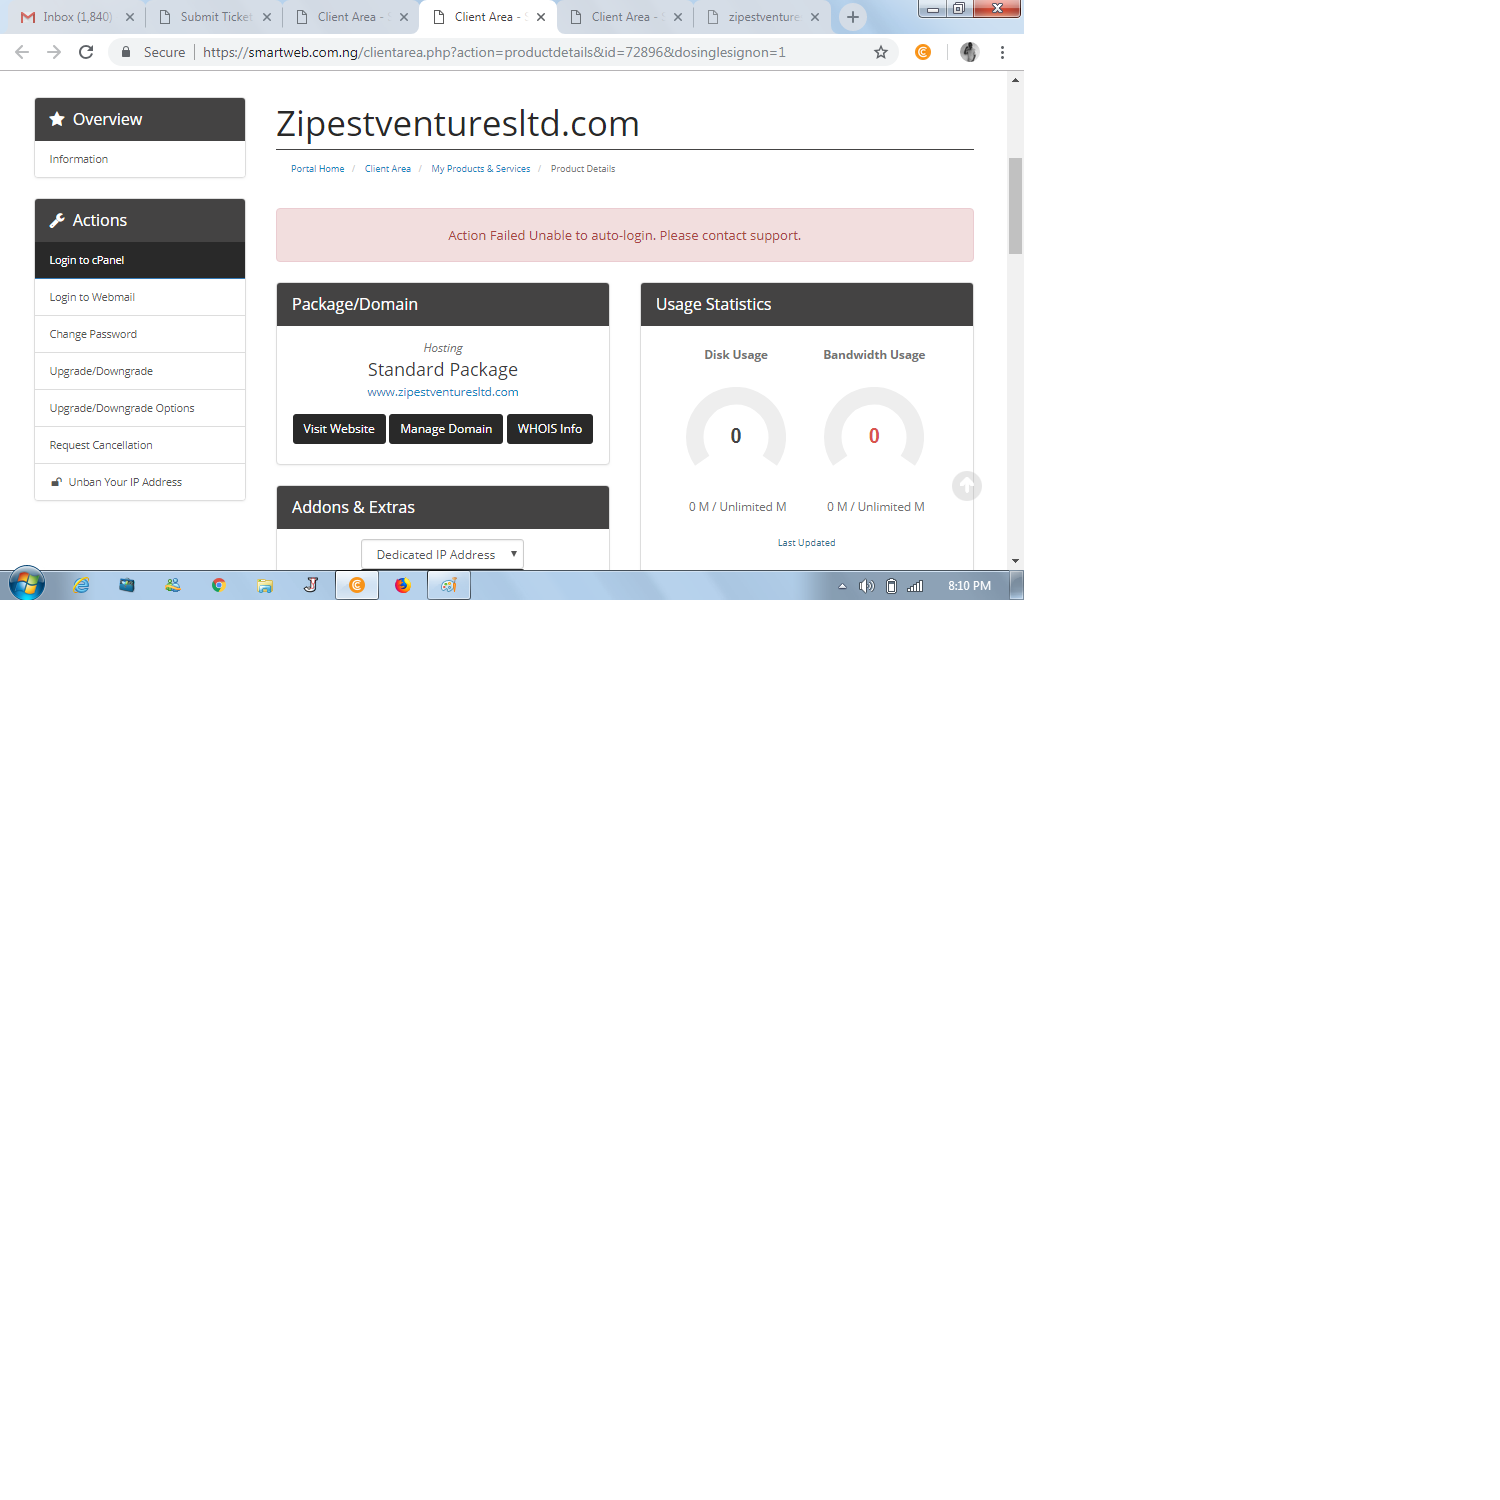 Inbox (1,840)
Submit Ticket
Client Area -
Client Area -
Client Area -
zipestventure
Secure
https://smartweb.com.ng/clientarea.php?action=productdetails&id=72896&dosinglesignon=1
Overview
Information
Actions
Login to cPanel
Login to Webmail
Change Password
Upgrade/Downgrade
Upgrade/Downgrade Options
Request Cancellation
Unban Your IP Address
Zipestventuresltd.com
Portal Home / Client Area / My Products & Services / Product Details
Action Failed Unable to auto-login. Please contact support.
Package/Domain
Hosting
Standard Package
www.zipestventuresltd.com
Visit Website
Manage Domain
WHOIS Info
Addons & Extras
Dedicated IP Address
Usage Statistics
Disk Usage
Bandwidth Usage
0
0
0 M / Unlimited M
0 M / Unlimited M
Last Updated
8:10 PM